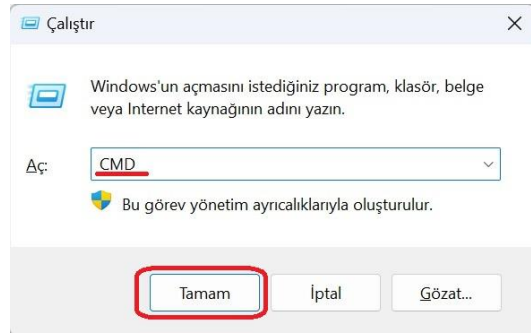 Çalıştır
Windows'un açmasını istediğiniz program, klasör, belge
veya Internet kaynağının adını yazın.
Aç: CMD
Bu görev yönetim ayrıcalıklarıyla oluşturulur.
Tamam İptal Gözat...